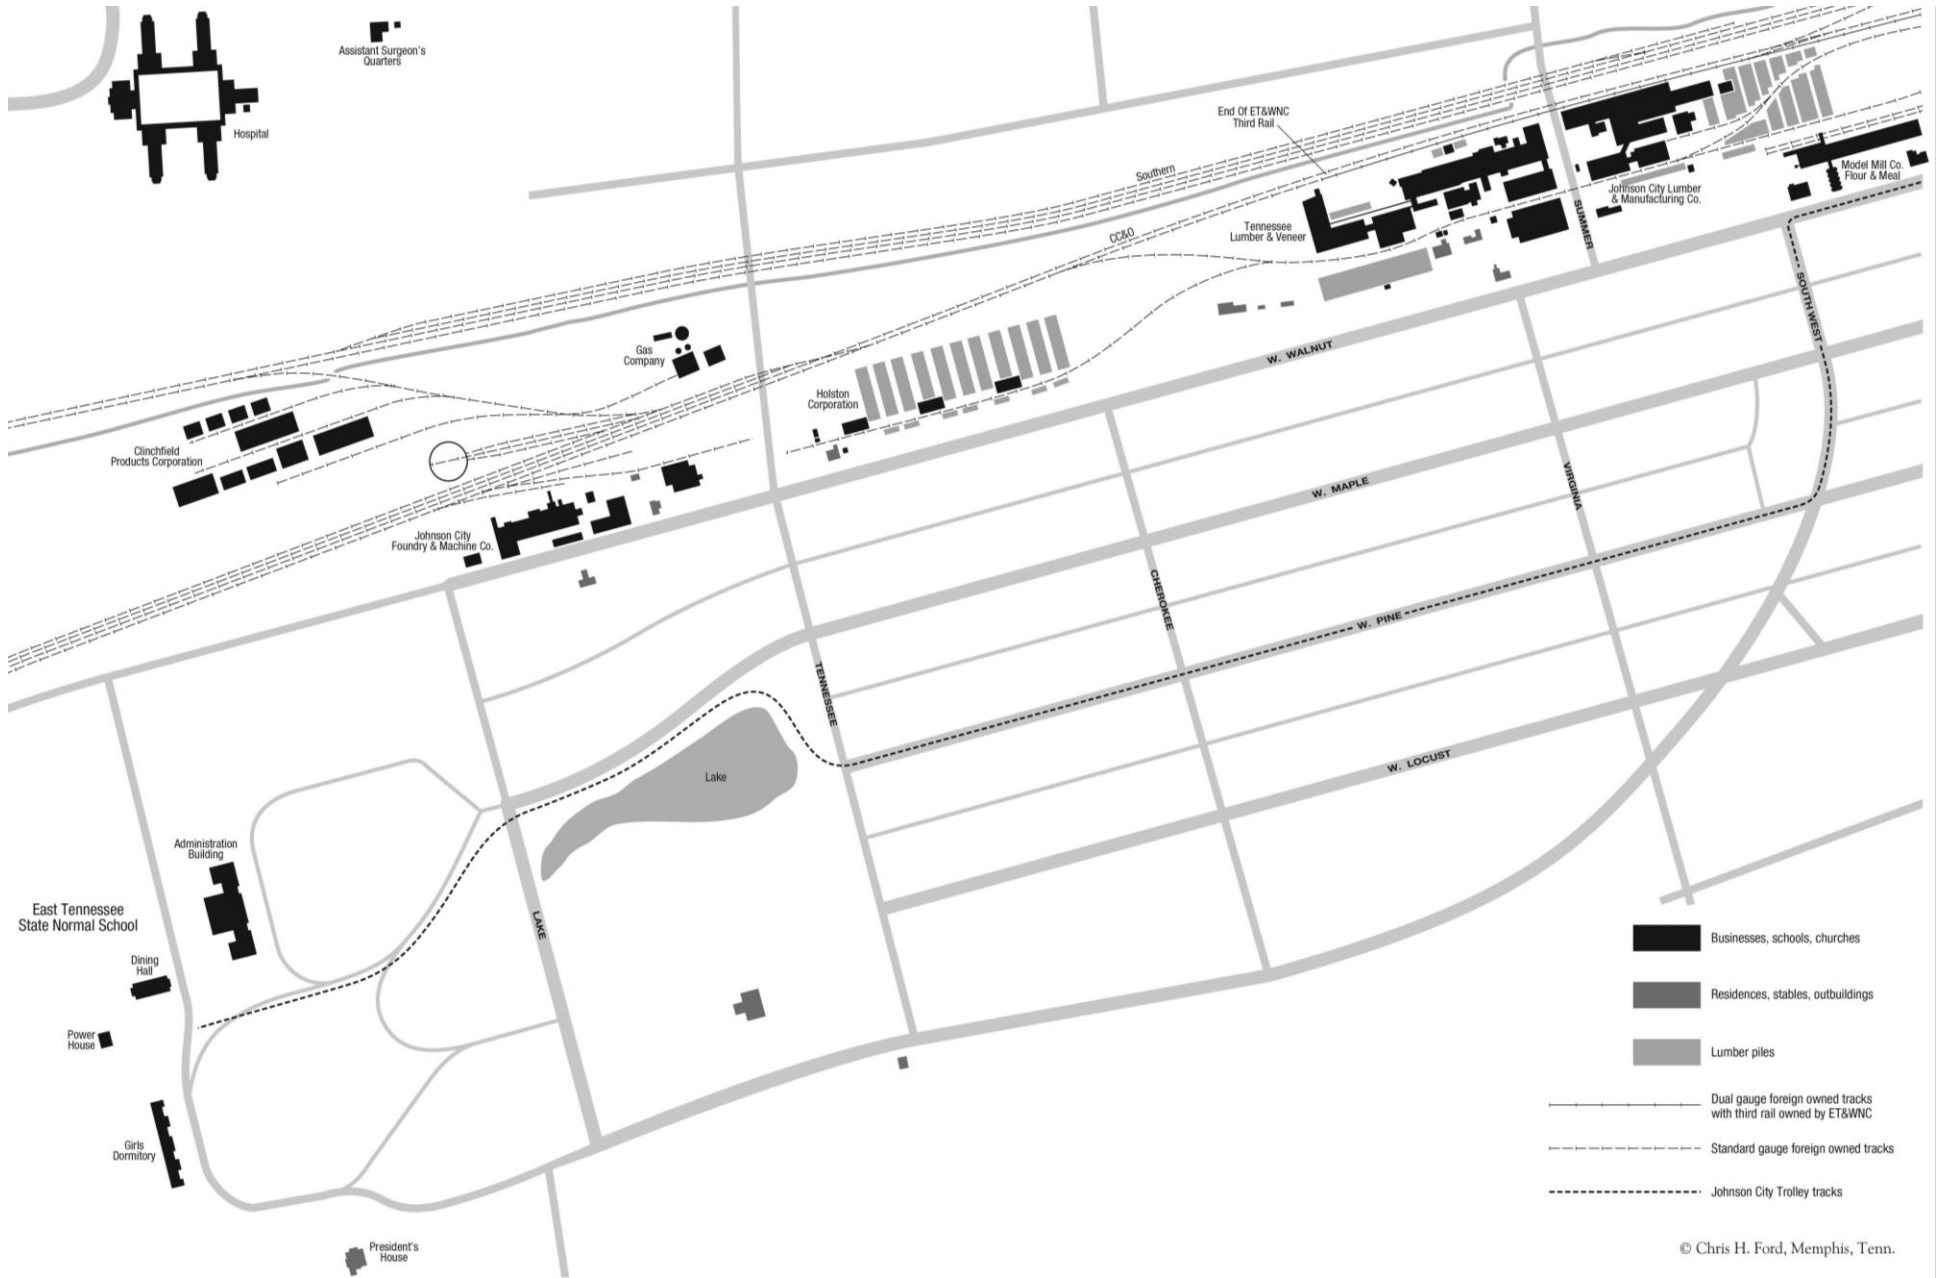 Assistant Surgeon's
Quarters
Hospital
End Of ET&WNC
Third Rail
Southern
CC&O
Tennessee
Lumber & Veneer
SUMMER
Johnson City Lumber
& Manufacturing Co.
Model Mill Co.
Flour & Meal
SOUTHWEST
Gas
Company
Holston
Corporation
W. WALNUT
Clinchfield
Products Corporation
Johnson City
Foundry & Machine Co.
W. MAPLE
VIRGINIA
CHEROKEE
W. PINE
TENNESSEE
Lake
W. LOCUST
Administration
Building
East Tennessee
State Normal School
LAKE
Dining
Hall
Power
House
Girls
Dormitory
President's
House
Businesses, schools, churches
Residences, stables, outbuildings
Lumber piles
Dual gauge foreign owned tracks
with third rail owned by ET&WNC
Standard gauge foreign owned tracks
Johnson City Trolley tracks
© Chris H. Ford, Memphis, Tenn.